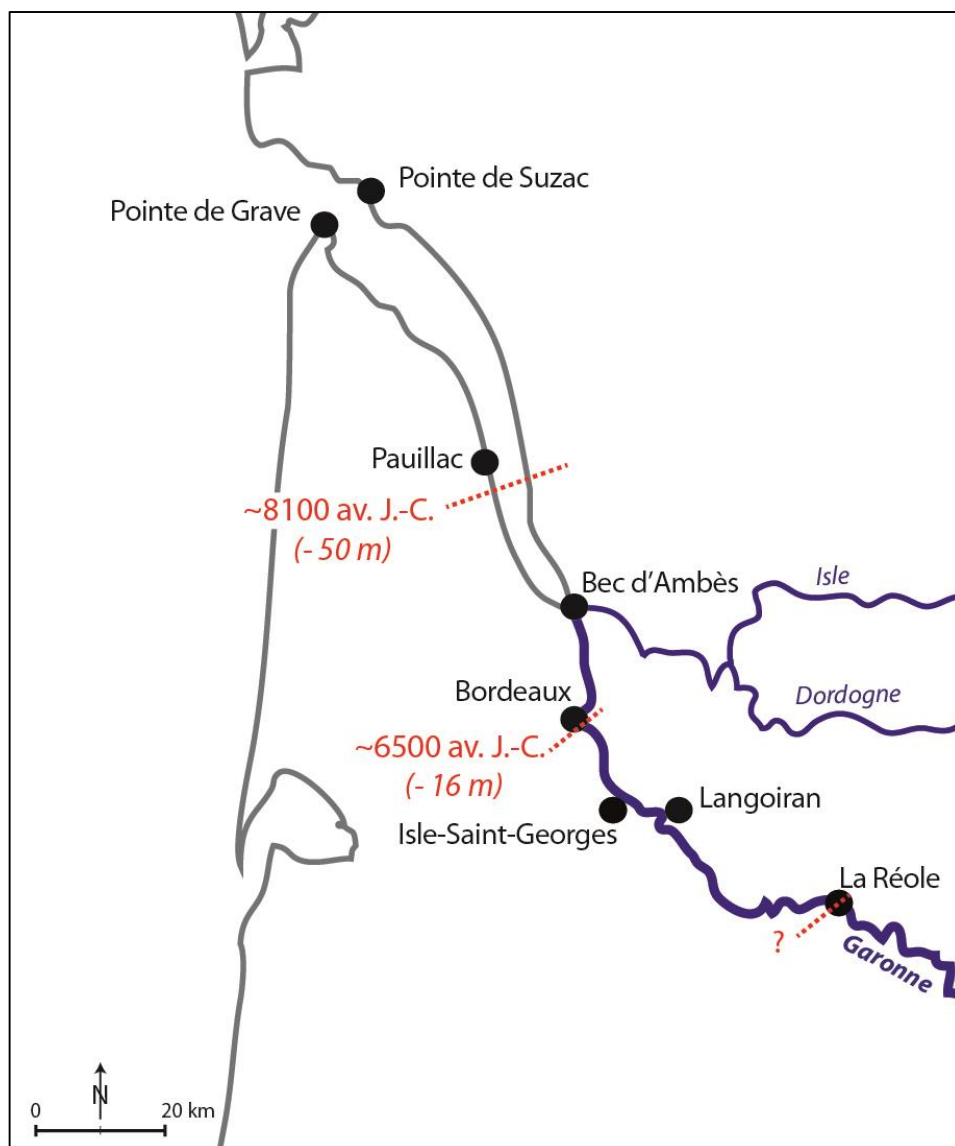 Pointe de Suzac
Pointe de Grave
Pauillac
~8100 av. J.-C.
(- 50 m)
Bec d'Ambès
Isle
Bordeaux
Dordogne
~6500 av. J.-C.
(- 16 m)
Langoiran
Isle-Saint-Georges
La Réole
?
Garonne
N
0 20 km